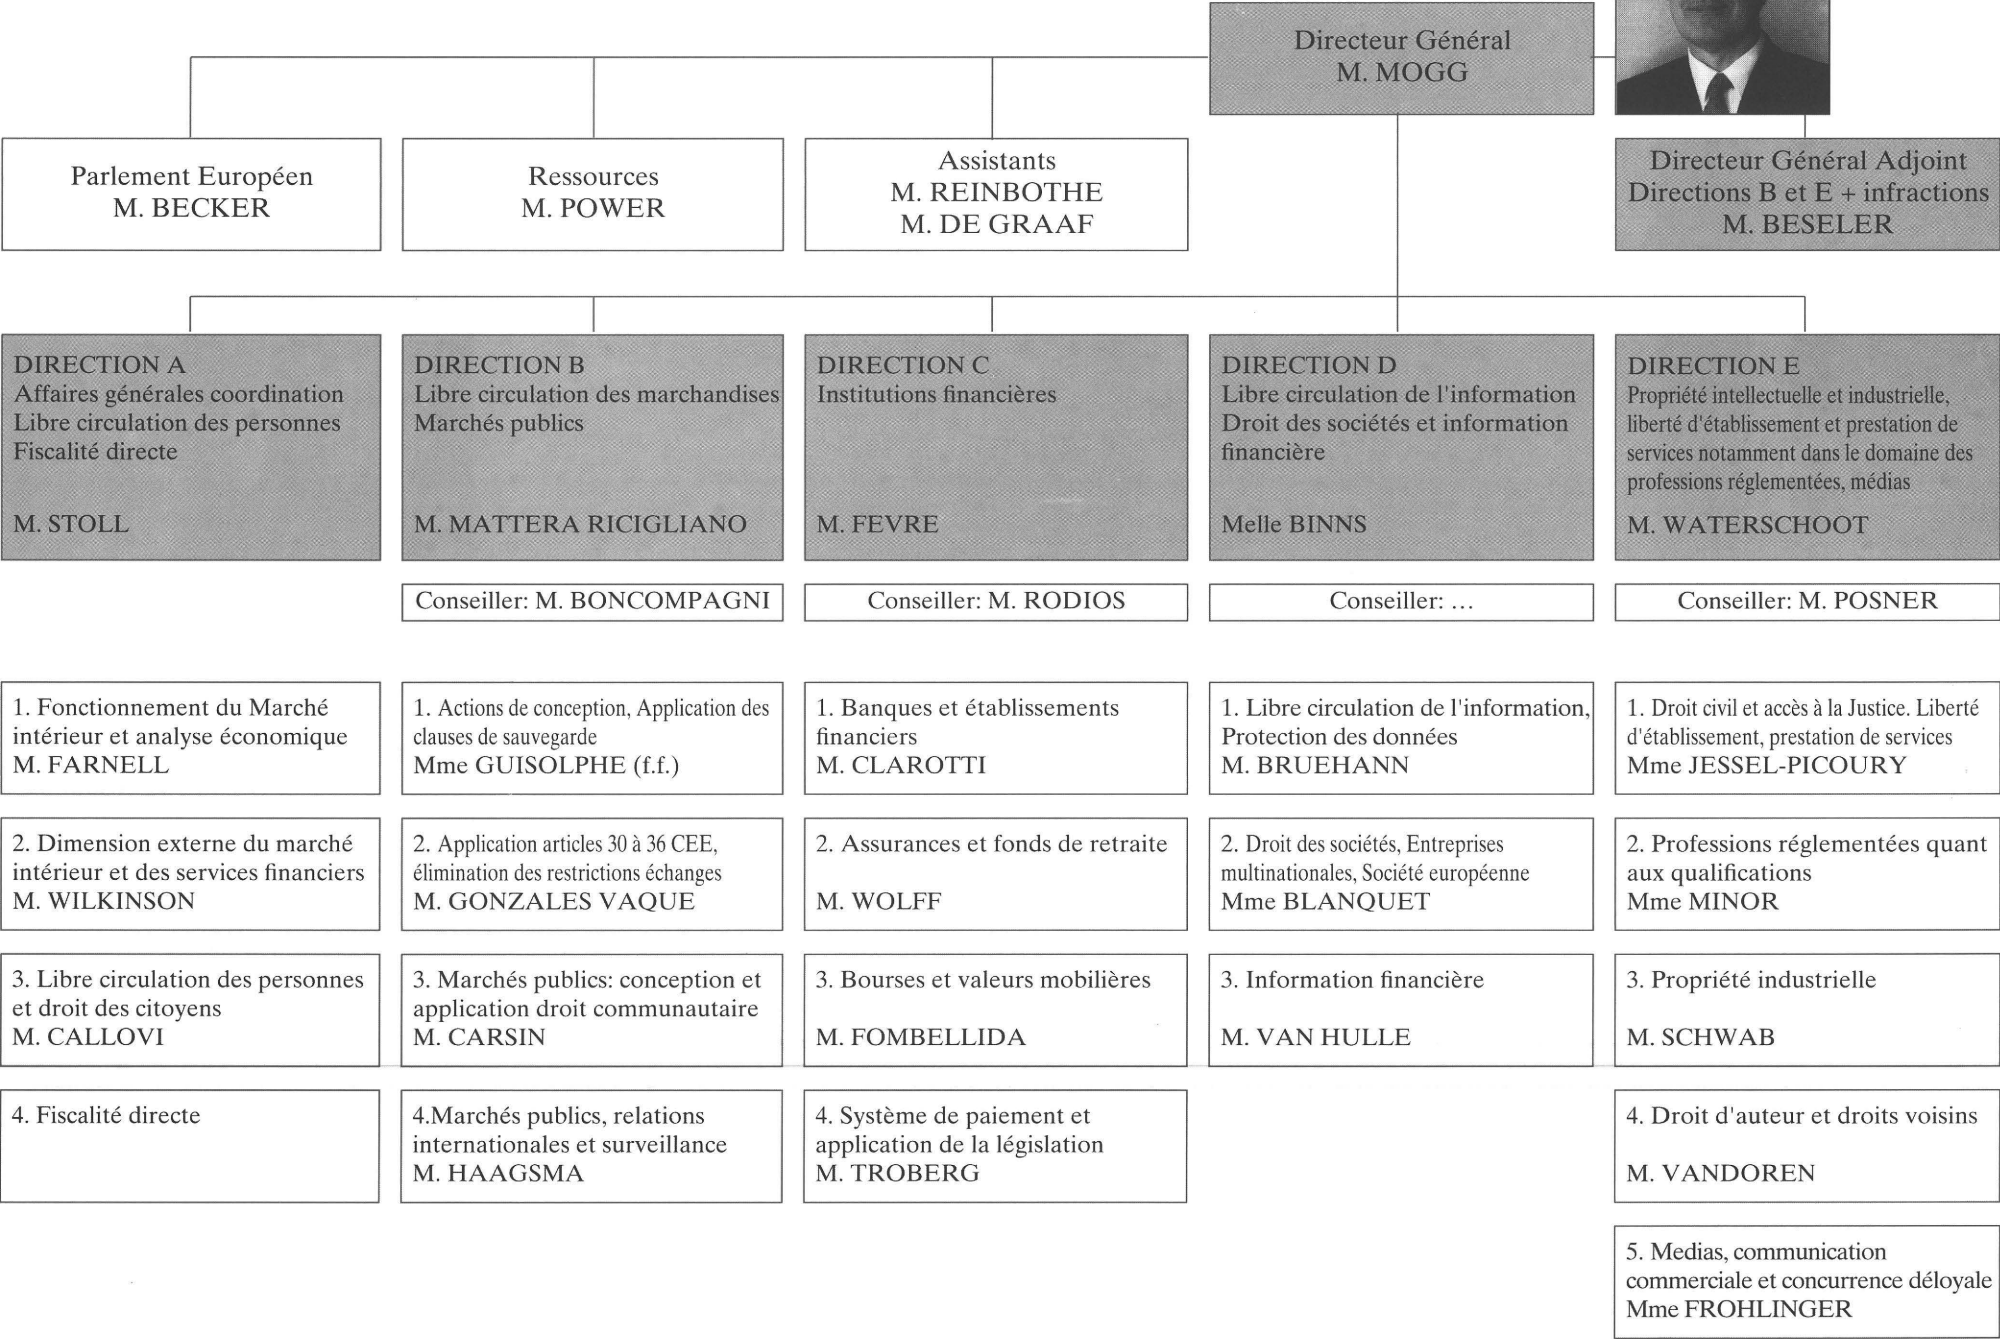 Directeur Général
M. MOGG
Parlement Européen
M. BECKER
Ressources
M. POWER
Assistants
M. REINBOTHE
M. DE GRAAF
Directeur Général Adjoint
Directions B et E + infractions
M. BESELER
DIRECTION A
Affaires générales coordination
Libre circulation des personnes
Fiscalité directe
M. STOLL
DIRECTION B
Libre circulation des marchandises
Marchés publics
M. MATTERA RICIGLIANO
DIRECTION C
Institutions financières
M. FEVRE
DIRECTION D
Libre circulation de l'information
Droit des sociétés et information
financière
Melle BINNS
DIRECTION E
Propriété intellectuelle et industrielle,
liberté d'établissement et prestation de
services notamment dans le domaine des
professions réglementées, médias
M. WATERSCHOOT
Conseiller: M. BONCOMPAGNI
Conseiller: M. RODIOS
Conseiller: ...
Conseiller: M. POSNER
1. Fonctionnement du Marché
intérieur et analyse économique
M. FARNELL
1. Actions de conception, Application des
clauses de sauvegarde
Mme GUISOLPHE (f.f.)
1. Banques et établissements
financiers
M. CLAROTTI
1. Libre circulation de l'information,
Protection des données
M. BRUEHANN
1. Droit civil et accès à la Justice. Liberté
d'établissement, prestation de services
Mme JESSEL-PICOURY
2. Dimension externe du marché
intérieur et des services financiers
M. WILKINSON
2. Application articles 30 à 36 CEE,
élimination des restrictions échanges
M. GONZALES VAQUE
2. Assurances et fonds de retraite
M. WOLFF
2. Droit des sociétés, Entreprises
multinationales, Société européenne
Mme BLANQUET
2. Professions réglementées quant
aux qualifications
Mme MINOR
3. Libre circulation des personnes
et droit des citoyens
M. CALLOVI
3. Marchés publics: conception et
application droit communautaire
M. CARSIN
3. Bourses et valeurs mobilières
M. FOMBELLIDA
3. Information financière
M. VAN HULLE
3. Propriété industrielle
M. SCHWAB
4. Fiscalité directe
4.Marchés publics, relations
internationales et surveillance
M. HAAGSMA
4. Système de paiement et
application de la législation
M. TROBERG
4. Droit d'auteur et droits voisins
M. VANDOREN
5. Medias, communication
commerciale et concurrence déloyale
Mme FROHLINGER